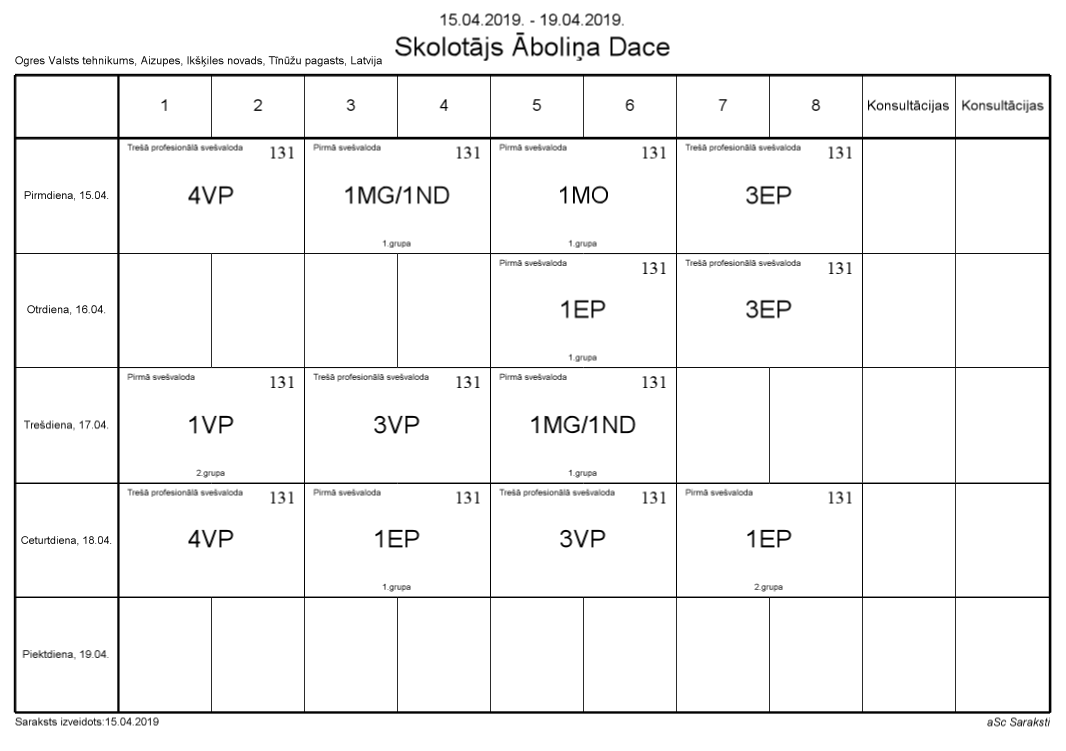 15.04.2019. - 19.04.2019.
Skolotājs Āboliņa Dace
Ogres Valsts tehnikums, Aizupes, Ikšķiles novads, Tīnūžu pagasts, Latvija
1 2 3 4 5 6 7 8 Konsultācijas Konsultācijas
Trešā profesionālā svešvaloda 131 Pirmā svešvaloda 131 Pirmā svešvaloda 131 Trešā profesionālā svešvaloda 131
Pirmdiena, 15.04. 4VP 1MG/1ND 1MO 3EP
1.grupa 1.grupa
Pirmā svešvaloda 131 Trešā profesionālā svešvaloda 131
Otrdiena, 16.04. 1EP 3EP
1.grupa
Pirmā svešvaloda 131 Trešā profesionālā svešvaloda 131 Pirmā svešvaloda 131
Trešdiena, 17.04. 1VP 3VP 1MG/1ND
2.grupa 1.grupa
Trešā profesionālā svešvaloda 131 Pirmā svešvaloda 131 Trešā profesionālā svešvaloda 131 Pirmā svešvaloda 131
Ceturtdiena, 18.04. 4VP 1EP 3VP 1EP
1.grupa 2.grupa
Piektdiena, 19.04.
Saraksts izveidots:15.04.2019 aSc Saraksti